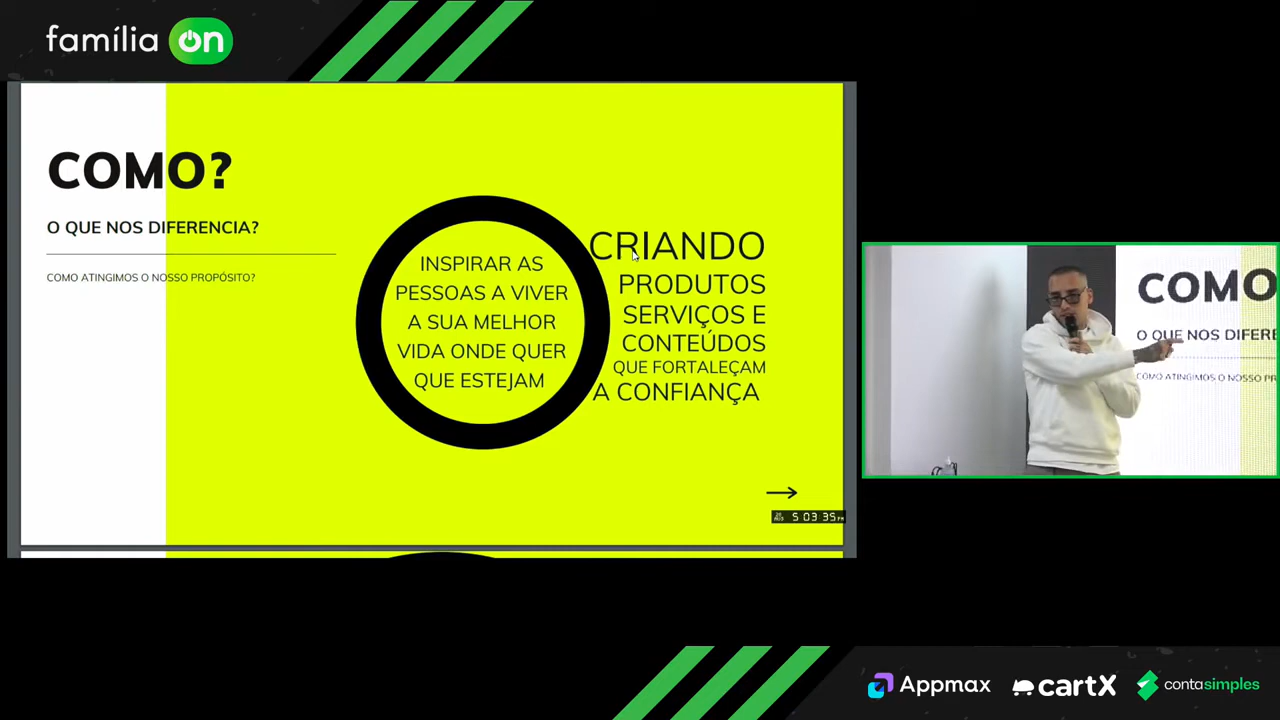 família on
COMO?
O QUE NOS DIFERENCIA?
COMO ATINGIMOS O NOSSO PROPÓSITO?
INSPIRAR AS
PESSOAS A VIVER
A SUA MELHOR
VIDA ONDE QUER
QUE ESTEJAM
CRIANDO
PRODUTOS
SERVIÇOS E
CONTEÚDOS
QUE FORTALEÇAM
A CONFIANÇA
5 03 35 PM
COMO
O QUE NOS DIFERE
COMO ATINGIMOS O NOSSO PR
Appmax
cartX
contasimples